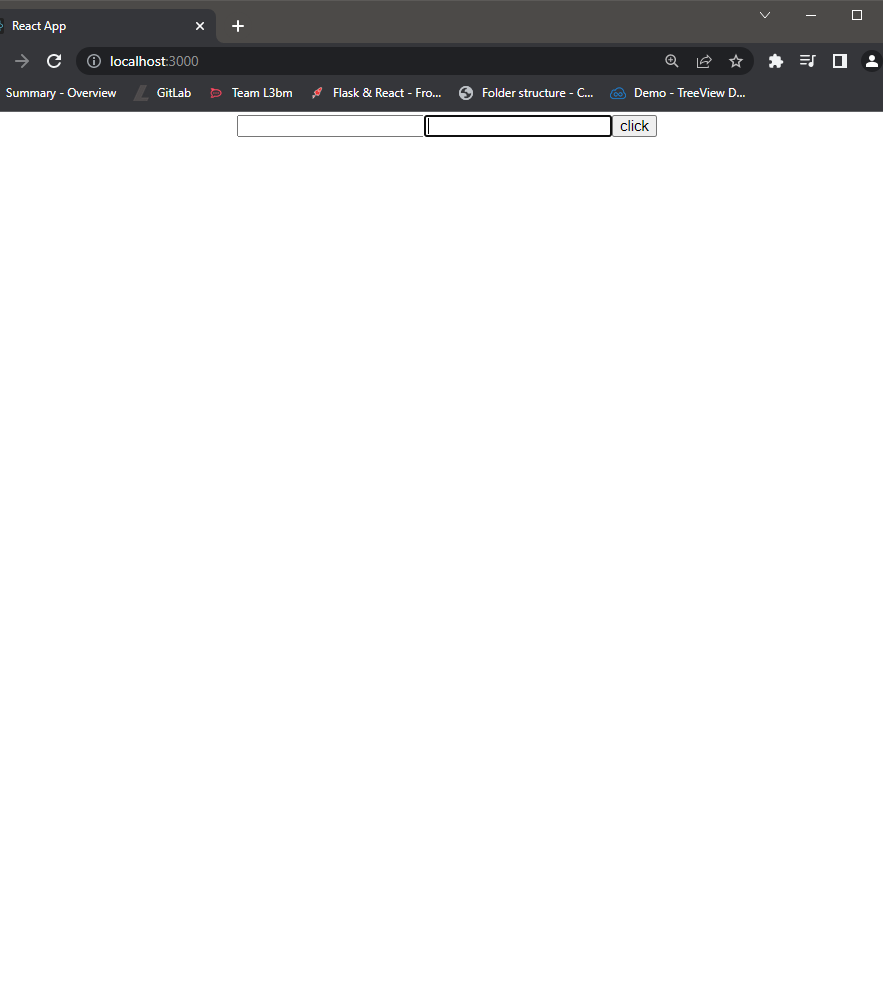 React App
localhost:3000
Summary - Overview GitLab Team L3bm Flask & React - Fro... Folder structure - C... Demo - TreeView D...
click